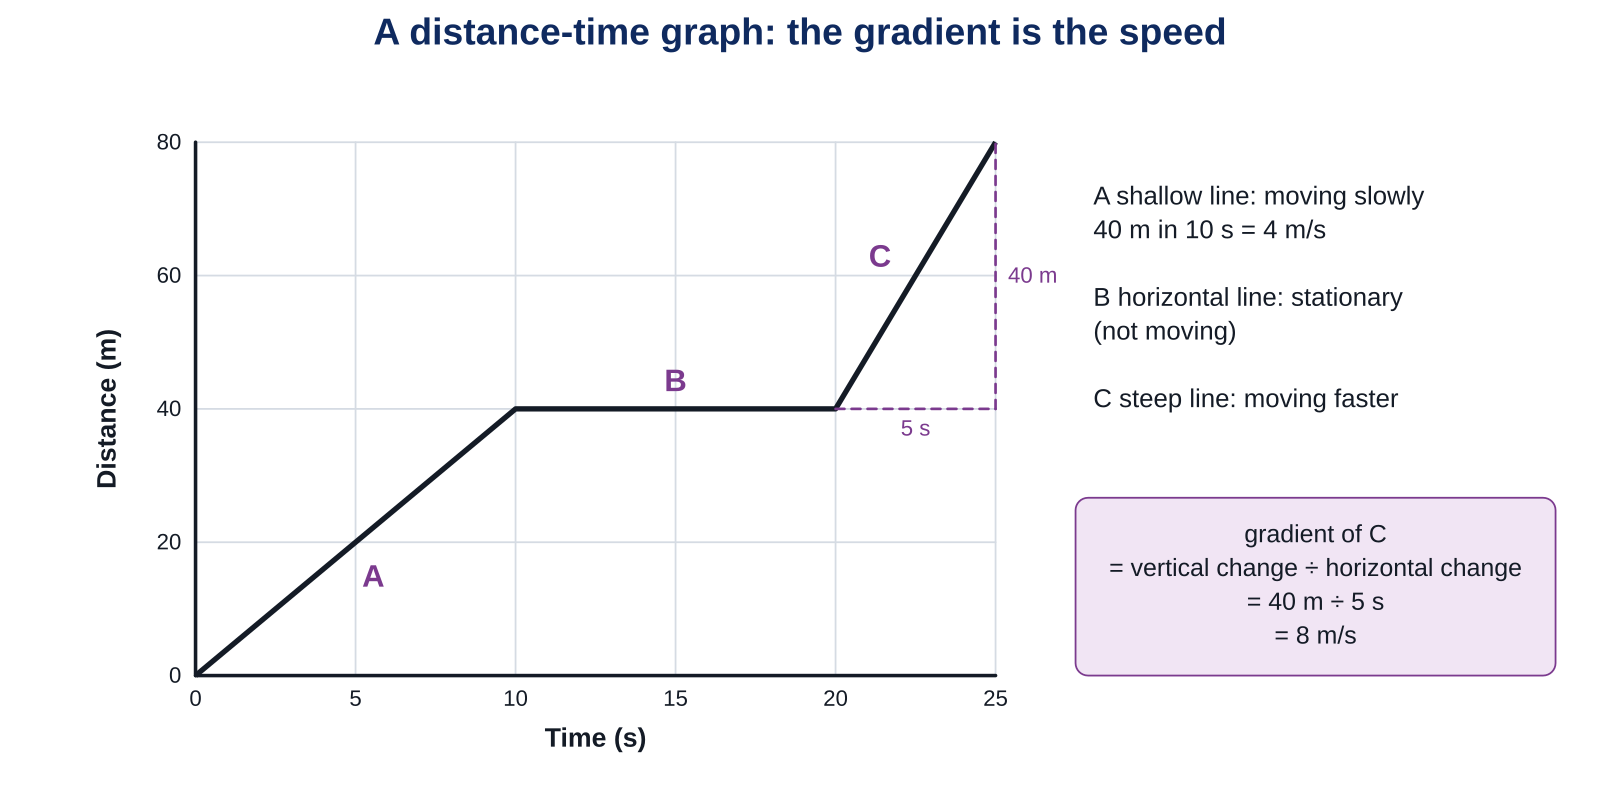 A distance-time graph: the gradient is the speed
80
60
40
20
0
Distance (m)
0 5 10 15 20 25
Time (s)
A
B
C
40 m
5 s
A shallow line: moving slowly
40 m in 10 s = 4 m/s
B horizontal line: stationary
(not moving)
C steep line: moving faster
gradient of C
= vertical change ÷ horizontal change
= 40 m ÷ 5 s
= 8 m/s